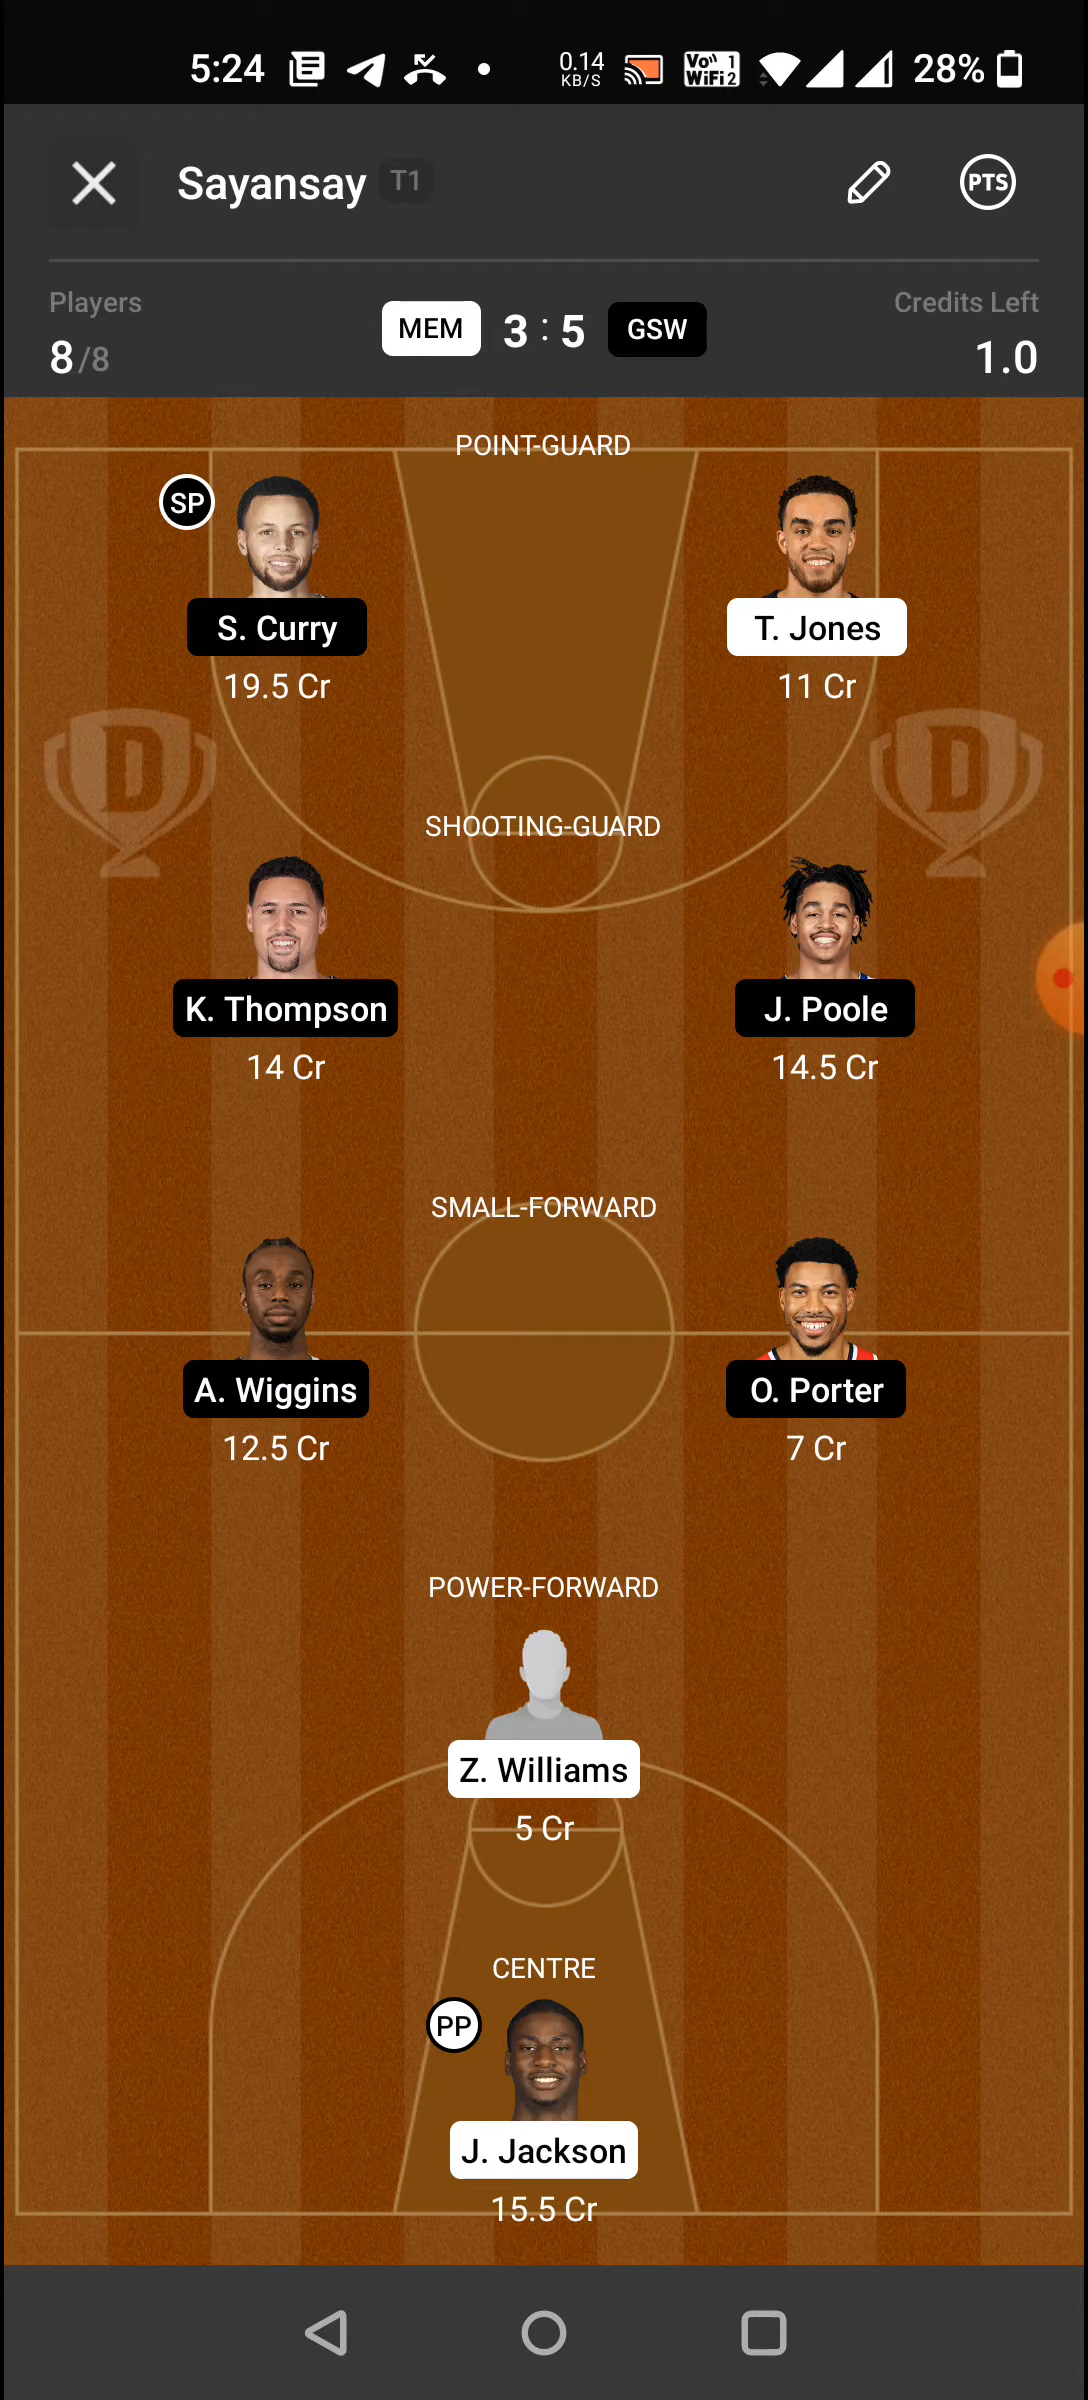 5:24 0.14 KB/S Vo)) WiFi 1 2 28%
Sayansay T1 PTS
Players Credits Left
8/8 MEM 3 : 5 GSW 1.0
POINT-GUARD
SP
S. Curry T. Jones
19.5 Cr 11 Cr
D D
SHOOTING-GUARD
K. Thompson J. Poole
14 Cr 14.5 Cr
SMALL-FORWARD
A. Wiggins O. Porter
12.5 Cr 7 Cr
POWER-FORWARD
Z. Williams
5 Cr
CENTRE
PP
J. Jackson
15.5 Cr